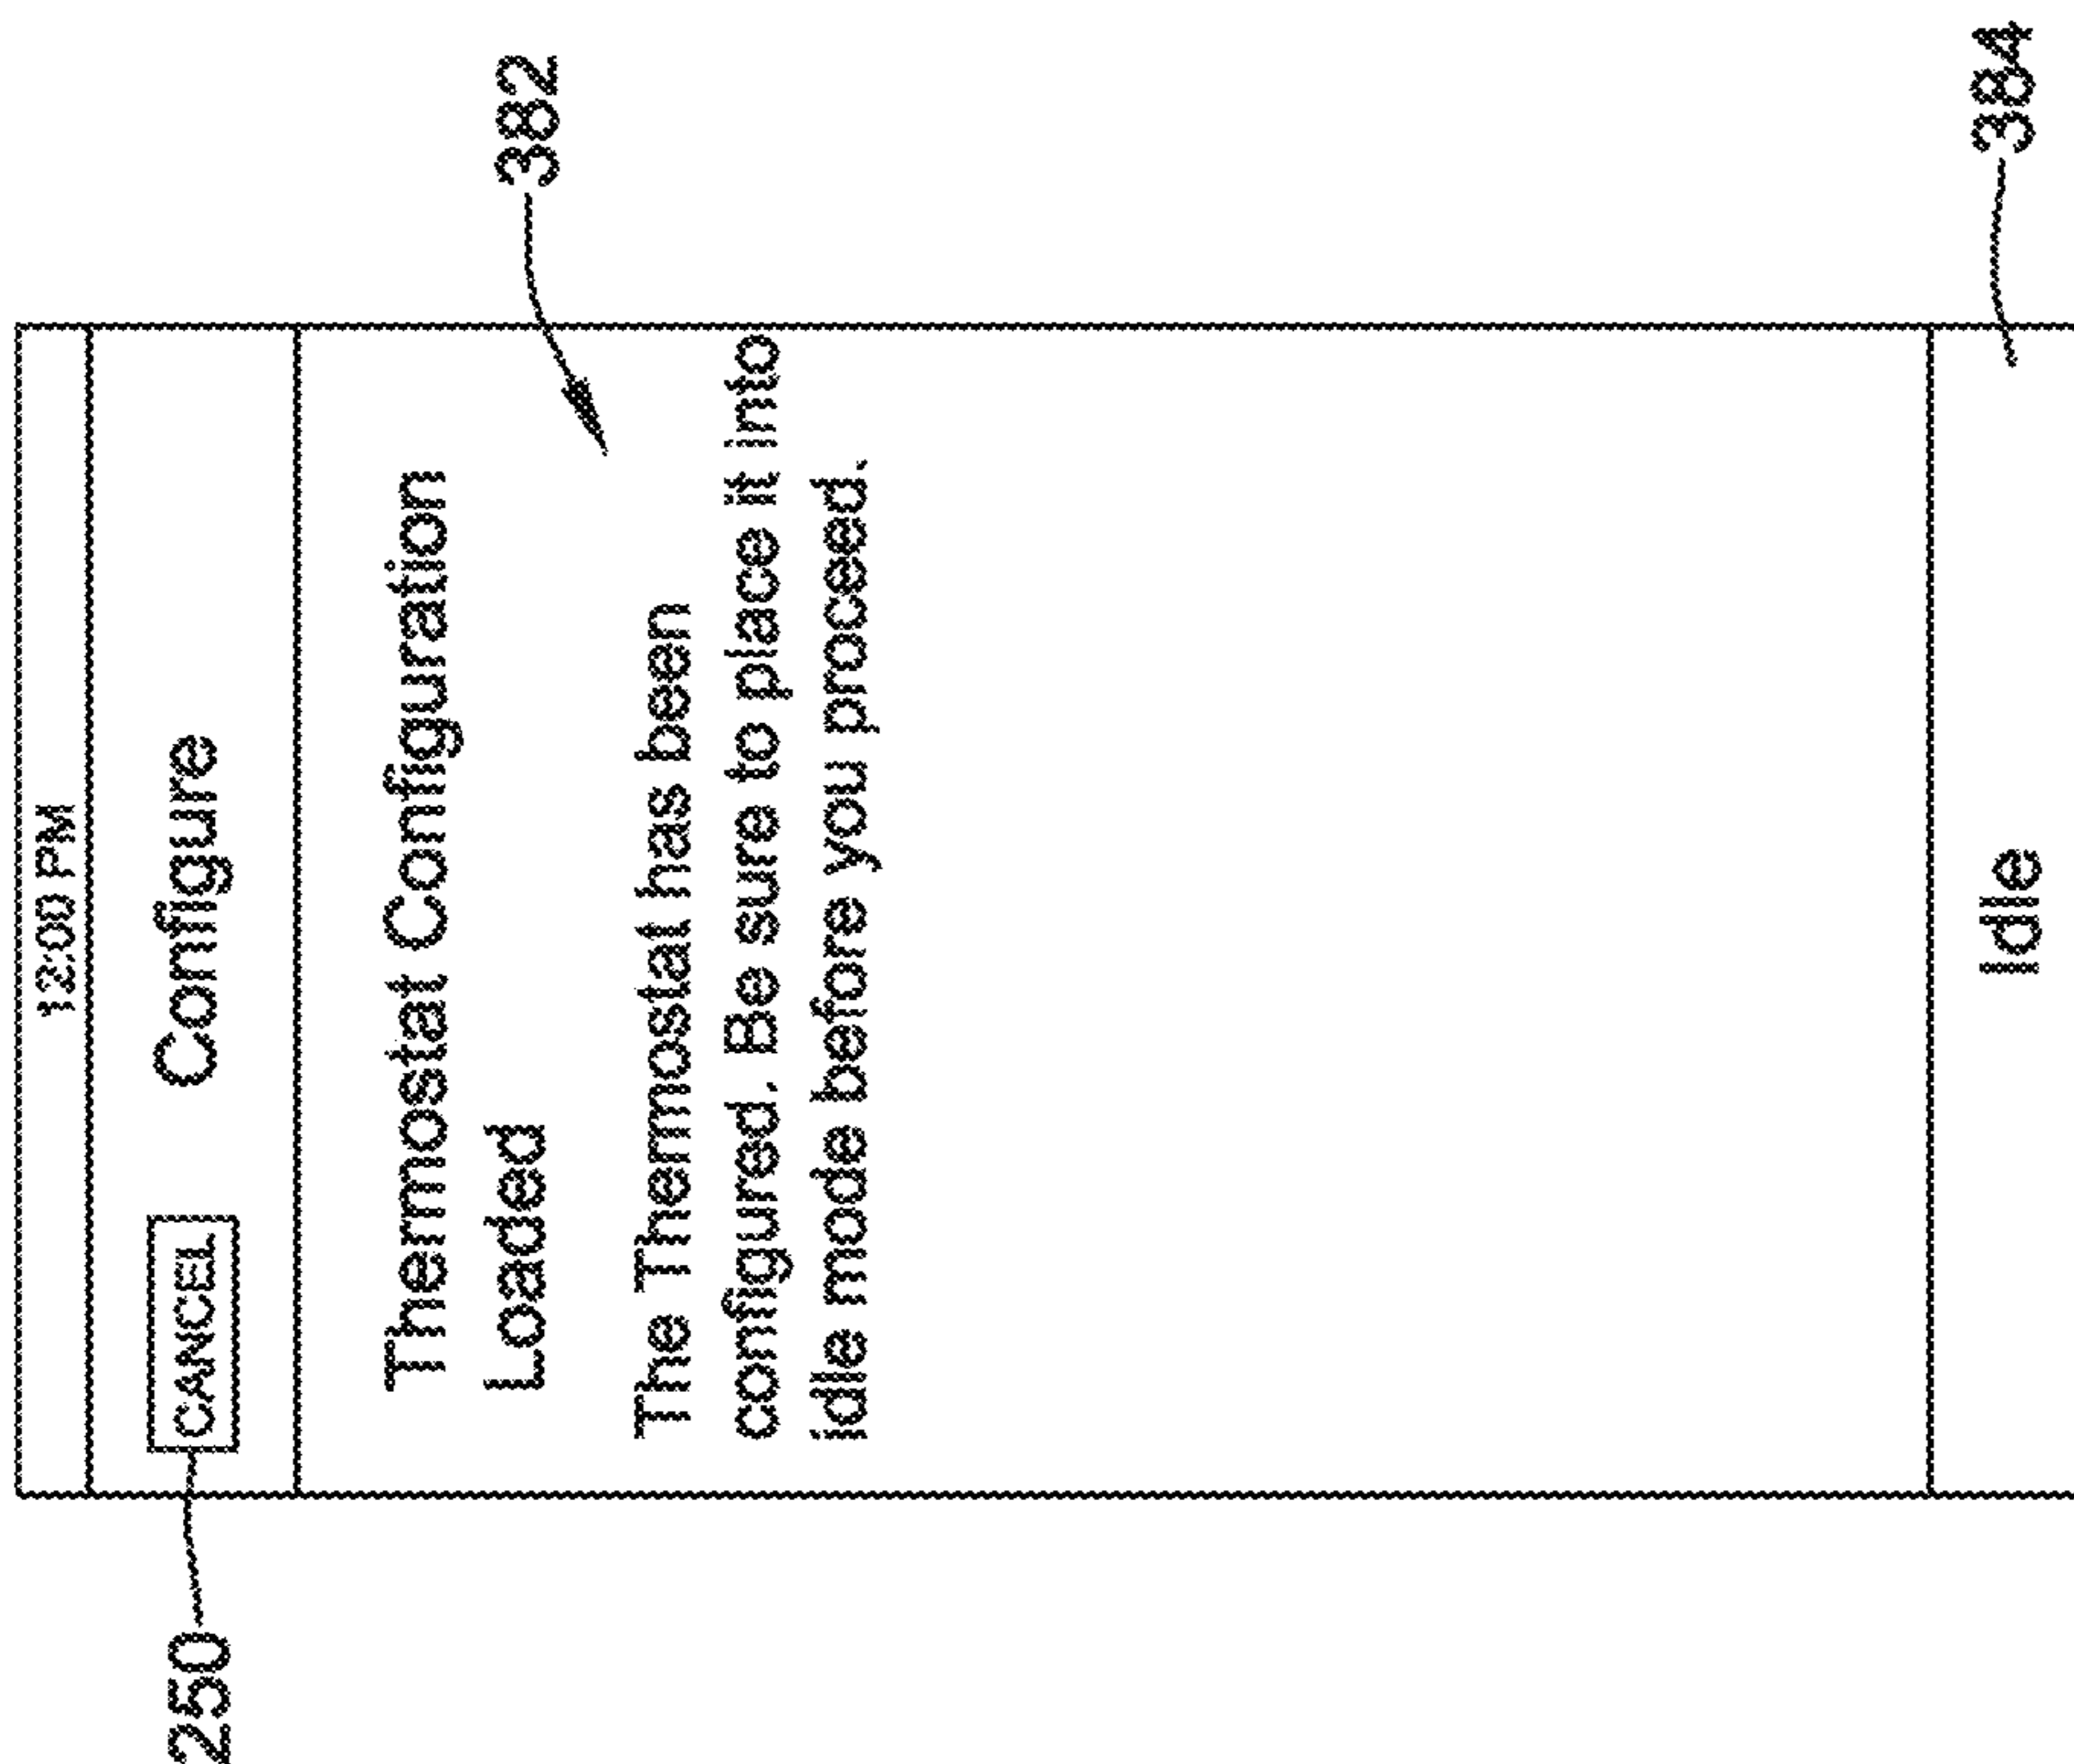 12:00 PM
CANCEL
Configure
250
Thermostat Configuration
Loaded
382
The Thermostat has been
configured. Be sure to place it into
idle mode before you proceed.
Idle
384